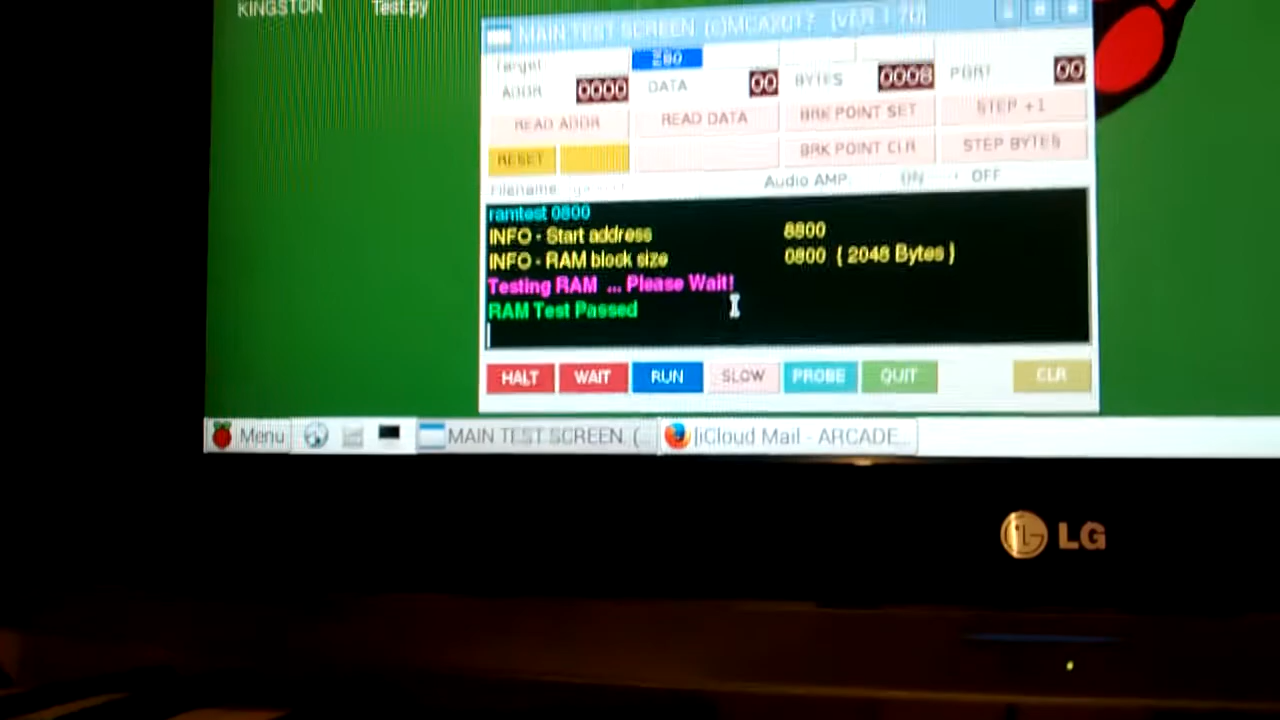 KINGSTON Test.py
MAIN TEST SCREEN (c)MCA2017 (VER 1.70)
Target Z80
ADDR 0000 DATA 00 BYTES 0008 PORT 00
READ ADDR READ DATA BRK POINT SET STEP +1
RESET BRK POINT CLR STEP BYTES
Filename Audio AMP ON OFF
ramtest 0800
INFO - Start address 8800
INFO - RAM block size 0800 ( 2048 Bytes )
Testing RAM ... Please Wait!
RAM Test Passed
HALT WAIT RUN SLOW PROBE QUIT CLR
Menu MAIN TEST SCREEN ( iCloud Mail - ARCADE...
LG